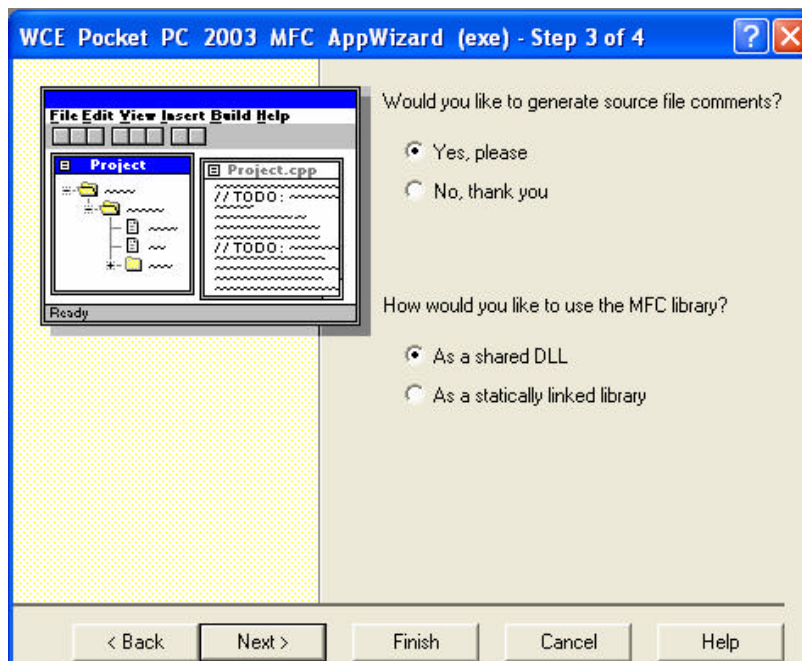 WCE Pocket PC 2003 MFC AppWizard (exe) - Step 3 of 4
File Edit View Insert Build Help
Project
Project.cpp
//TODO:
//TODO:
Ready
Would you like to generate source file comments?
Yes, please
No, thank you
How would you like to use the MFC library?
As a shared DLL
As a statically linked library
< Back
Next >
Finish
Cancel
Help